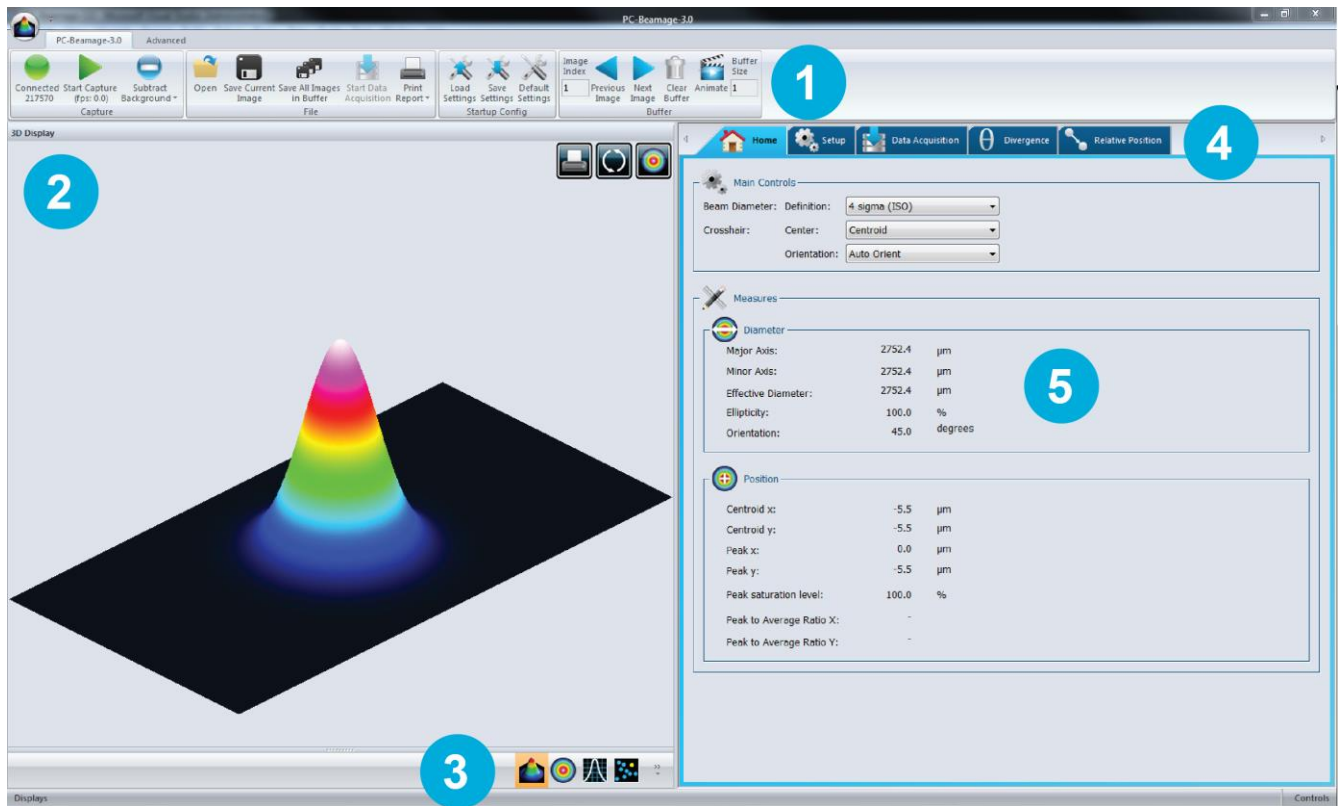 PC-Beamage-3.0
PC-Beamage-3.0 Advanced
Connected 217570
Start Capture (fps: 0.0)
Subtract Background
Capture
Open
Save Current Image
Save All Images in Buffer
Start Data Acquisition
Print Report
File
Load Settings
Save Settings
Default Settings
Startup Config
Image Index
1
Previous Image
Next Image
Clear Buffer
Animate
Buffer Size
1
Buffer
1
3D Display
2
3
Displays
Home
Setup
Data Acquisition
θ Divergence
Relative Position
4
Main Controls
Beam Diameter: Definition: 4 sigma (ISO)
Crosshair: Center: Centroid
Orientation: Auto Orient
Measures
Diameter
Major Axis: 2752.4 µm
Minor Axis: 2752.4 µm
Effective Diameter: 2752.4 µm
Ellipticity: 100.0 %
Orientation: 45.0 degrees
5
Position
Centroid x: -5.5 µm
Centroid y: -5.5 µm
Peak x: 0.0 µm
Peak y: -5.5 µm
Peak saturation level: 100.0 %
Peak to Average Ratio X: -
Peak to Average Ratio Y: -
Controls